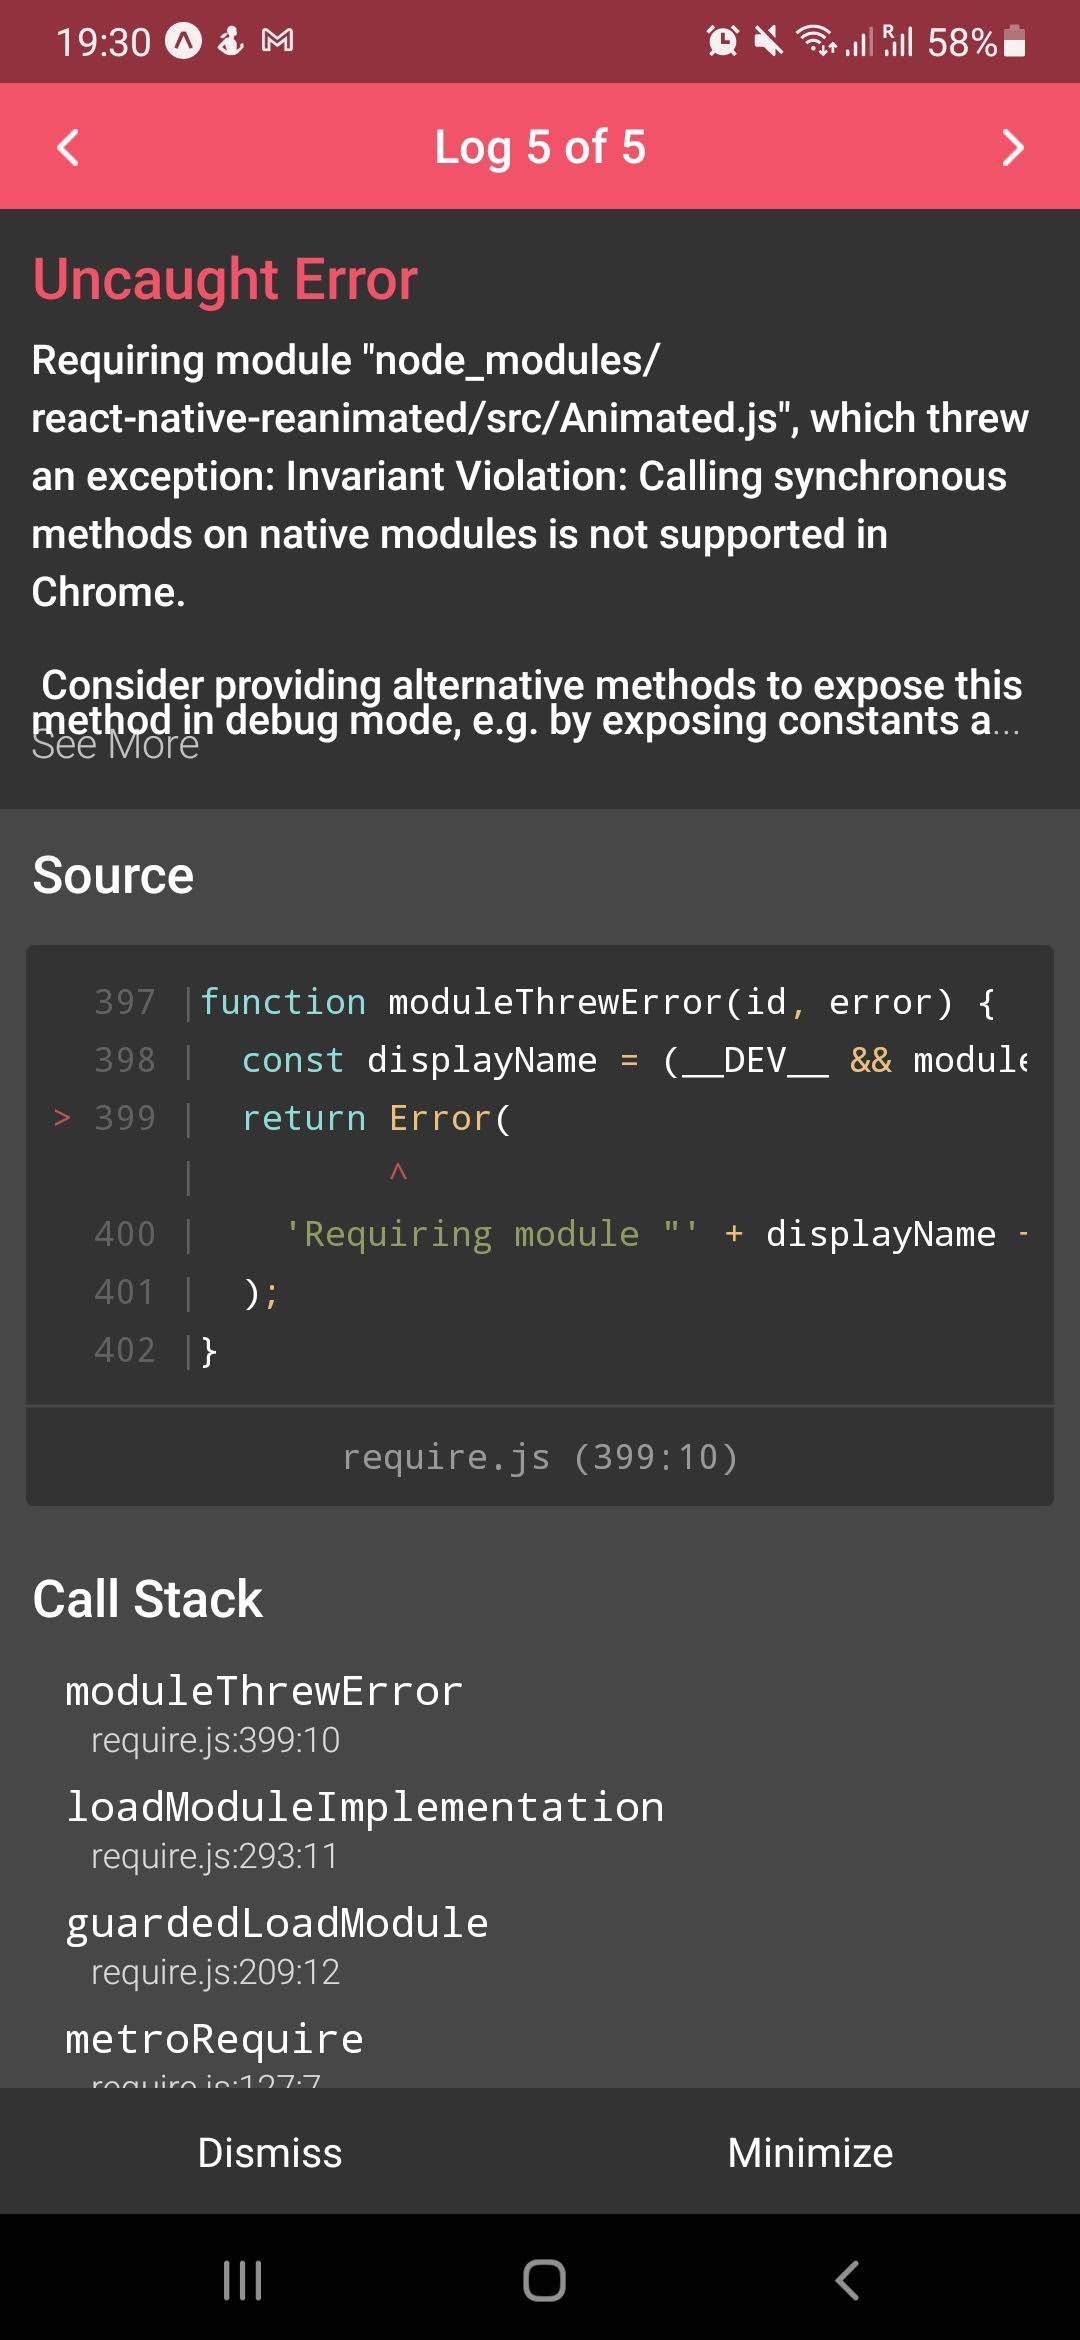 19:30
R
58%
Log 5 of 5
Uncaught Error
Requiring module "node_modules/
react-native-reanimated/src/Animated.js", which threw
an exception: Invariant Violation: Calling synchronous
methods on native modules is not supported in
Chrome.
Consider providing alternative methods to expose this
method in debug mode, e.g. by exposing constants a...
See More
Source
397 |function moduleThrewError(id, error) {
398 |  const displayName = (__DEV__ && module
> 399 |  return Error(
|         ^
400 |    'Requiring module "' + displayName +
401 |  );
402 |}
require.js (399:10)
Call Stack
moduleThrewError
require.js:399:10
loadModuleImplementation
require.js:293:11
guardedLoadModule
require.js:209:12
metroRequire
require.js:127:7
Dismiss
Minimize